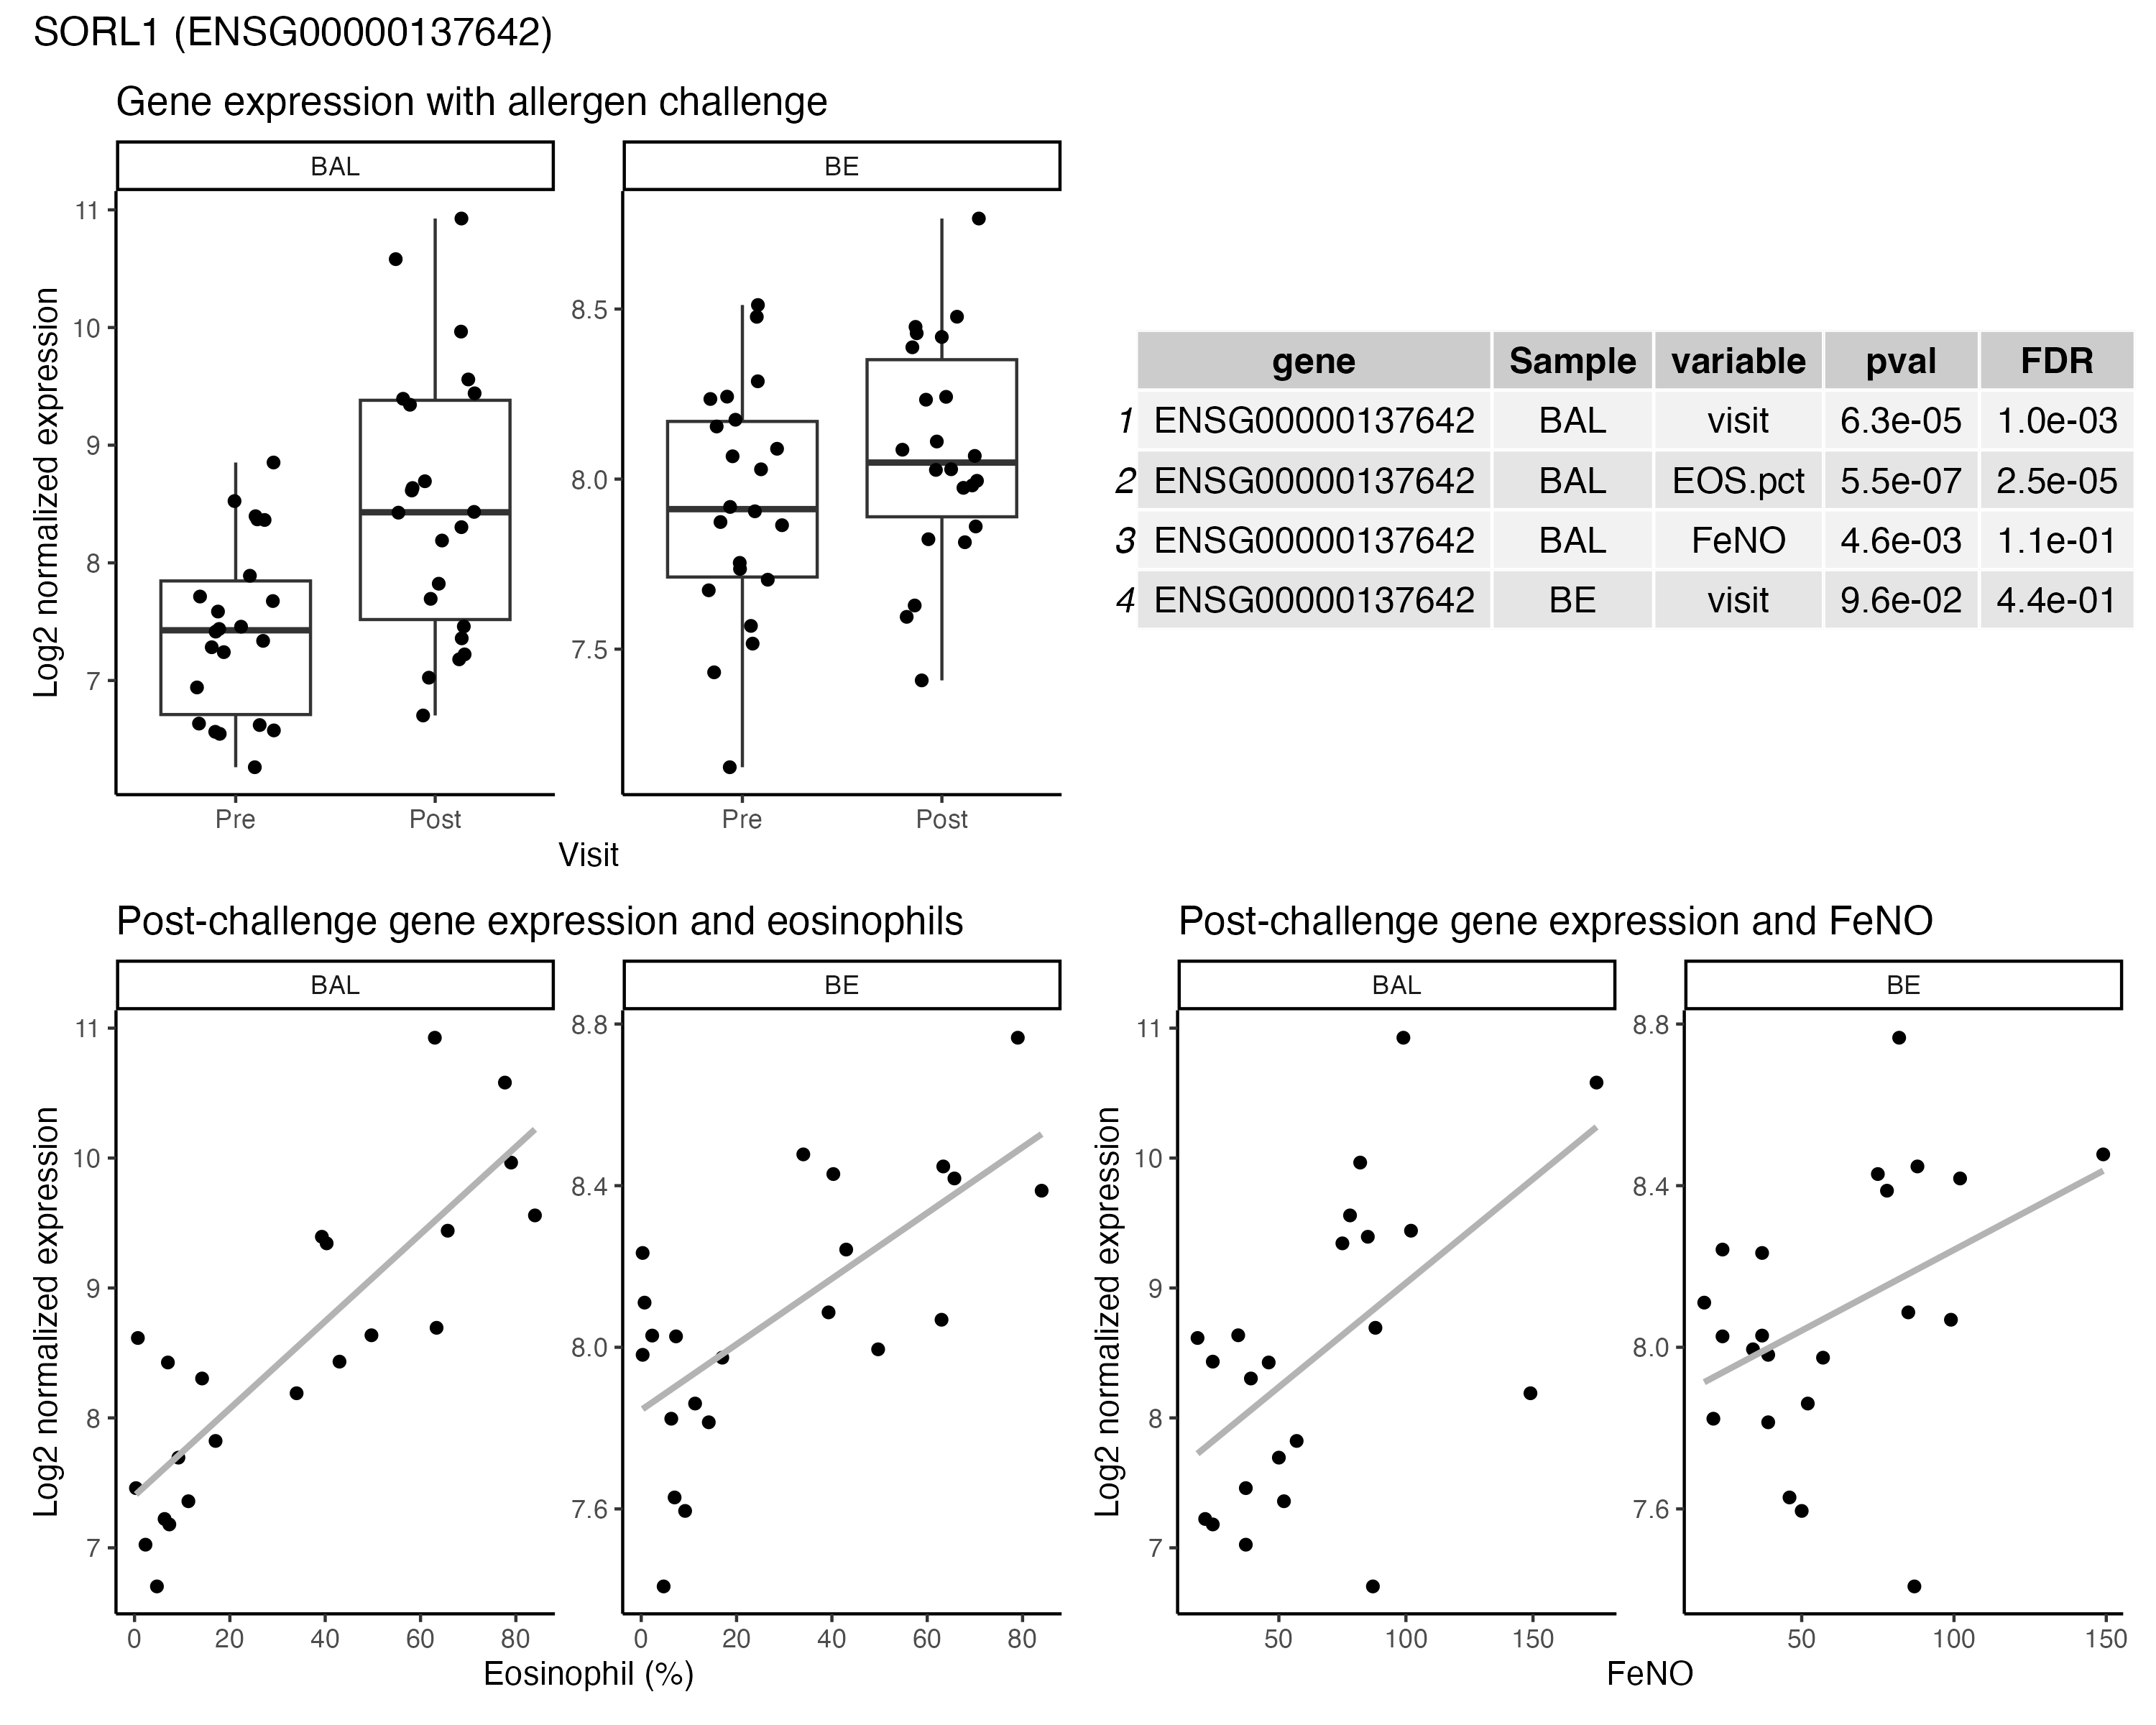 SORL1 (ENSG00000137642)
Gene expression with allergen challenge
BAL
BE
Log2 normalized expression
11
10
9
8
7
8.5
8.0
7.5
Pre
Post
Pre
Post
Visit
gene Sample variable pval FDR
1 ENSG00000137642 BAL visit 6.3e-05 1.0e-03
2 ENSG00000137642 BAL EOS.pct 5.5e-07 2.5e-05
3 ENSG00000137642 BAL FeNO 4.6e-03 1.1e-01
4 ENSG00000137642 BE visit 9.6e-02 4.4e-01
Post-challenge gene expression and eosinophils
BAL
BE
Log2 normalized expression
11
10
9
8
7
8.8
8.4
8.0
7.6
0 20 40 60 80
0 20 40 60 80
Eosinophil (%)
Post-challenge gene expression and FeNO
BAL
BE
Log2 normalized expression
11
10
9
8
7
8.8
8.4
8.0
7.6
50 100 150
50 100 150
FeNO